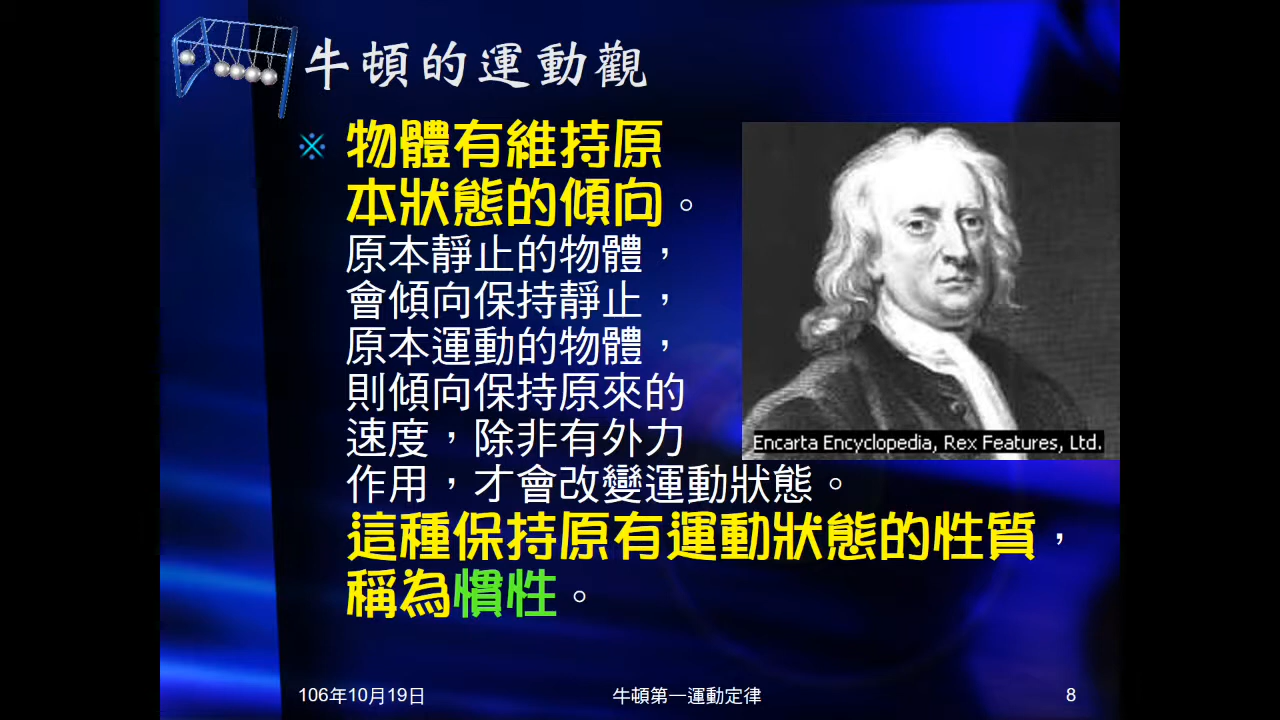 牛頓的運動觀
※ 物體有維持原
本狀態的傾向。
原本靜止的物體，
會傾向保持靜止，
原本運動的物體，
則傾向保持原來的
速度，除非有外力
作用，才會改變運動狀態。
這種保持原有運動狀態的性質，
稱為慣性。
Encarta Encyclopedia, Rex Features, Ltd.
106年10月19日
牛頓第一運動定律
8